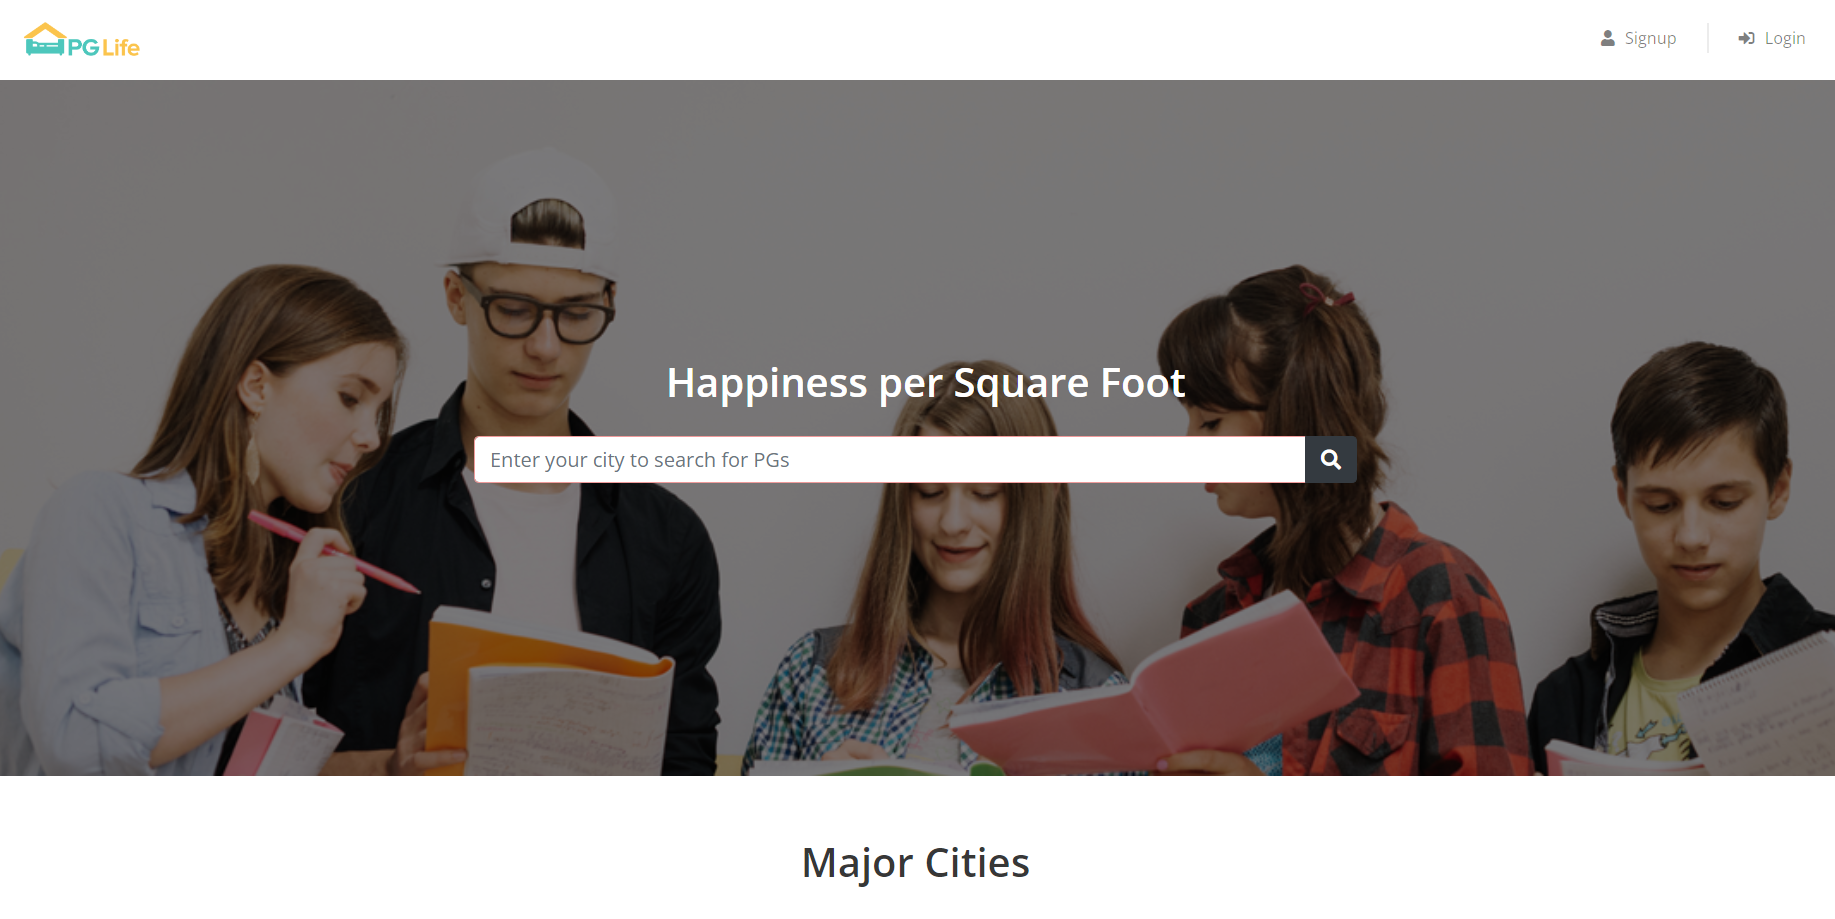 PG Life
Signup
Login
Happiness per Square Foot
Enter your city to search for PGs
Major Cities